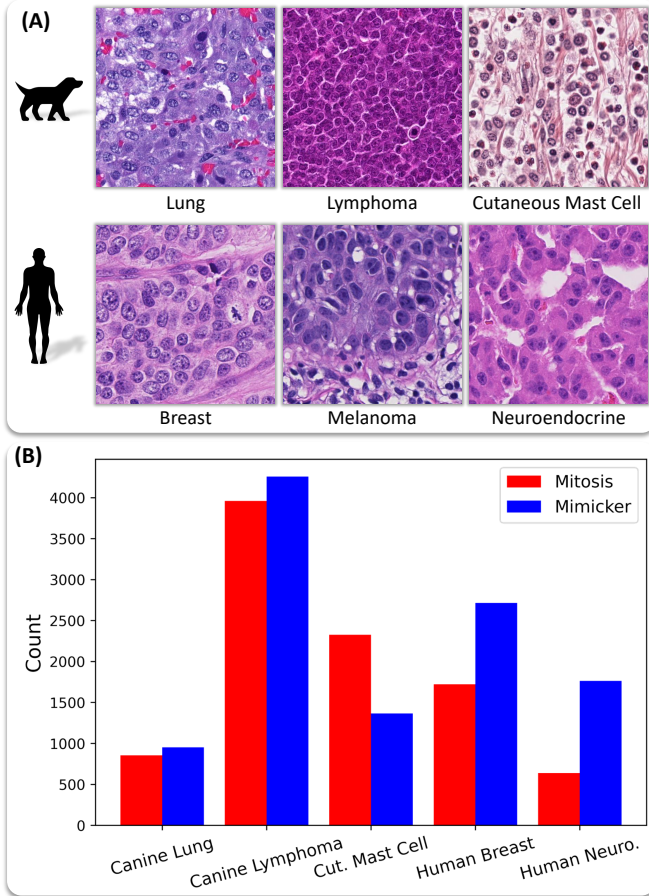 (A)
Lung
Lymphoma
Cutaneous Mast Cell
Breast
Melanoma
Neuroendocrine
(B)
Mitosis
Mimicker
Count
4000
3500
3000
2500
2000
1500
1000
500
0
Canine Lung
Canine Lymphoma
Cut. Mast Cell
Human Breast
Human Neuro.